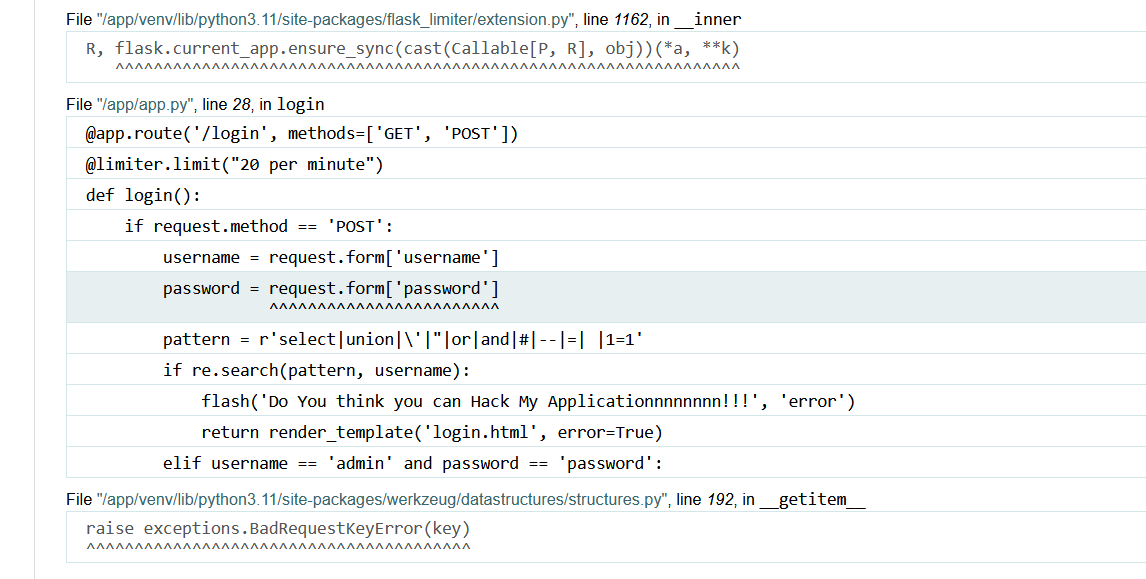 File "/app/venv/lib/python3.11/site-packages/flask_limiter/extension.py", line 1162, in __inner
R, flask.current_app.ensure_sync(cast(Callable[P, R], obj))(*a, **k)
^^^^^^^^^^^^^^^^^^^^^^^^^^^^^^^^^^^^^^^^^^^^^^^^^^^^^^^^^^^^^^^^^
File "/app/app.py", line 28, in login
@app.route('/login', methods=['GET', 'POST'])
@limiter.limit("20 per minute")
def login():
if request.method == 'POST':
username = request.form['username']
password = request.form['password']
^^^^^^^^^^^^^^^^^^^^^^^^
pattern = r'select|union|\'|"|or|and|#|--|=| |1=1'
if re.search(pattern, username):
flash('Do You think you can Hack My Applicationnnnnnnn!!!', 'error')
return render_template('login.html', error=True)
elif username == 'admin' and password == 'password':
File "/app/venv/lib/python3.11/site-packages/werkzeug/datastructures/structures.py", line 192, in __getitem__
raise exceptions.BadRequestKeyError(key)
^^^^^^^^^^^^^^^^^^^^^^^^^^^^^^^^^^^^^^^^